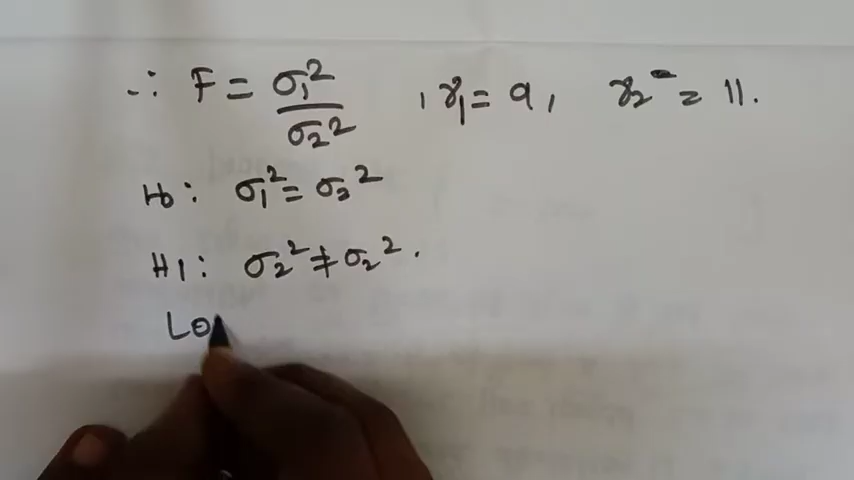 ∴ F = σ₁² / σ₂² , γ₁ = 9, γ₂ = 11.
H₀ : σ₁² = σ₂²
H1 : σ₂² ≠ σ₂² .
LO